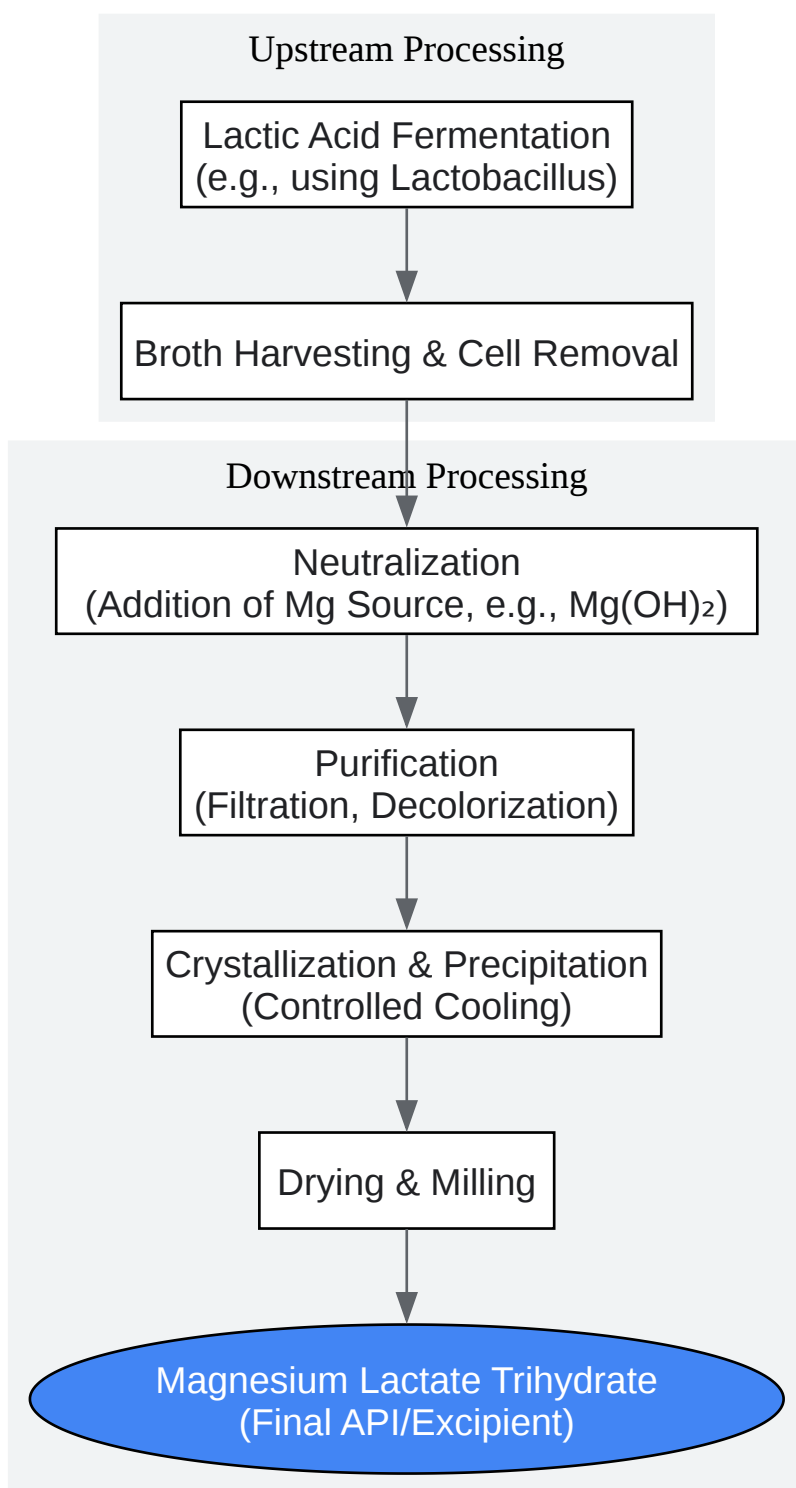 Upstream Processing
Lactic Acid Fermentation
(e.g., using Lactobacillus)
Broth Harvesting & Cell Removal
Downstream Processing
Neutralization
(Addition of Mg Source, e.g., Mg(OH)₂)
Purification
(Filtration, Decolorization)
Crystallization & Precipitation
(Controlled Cooling)
Drying & Milling
Magnesium Lactate Trihydrate
(Final API/Excipient)